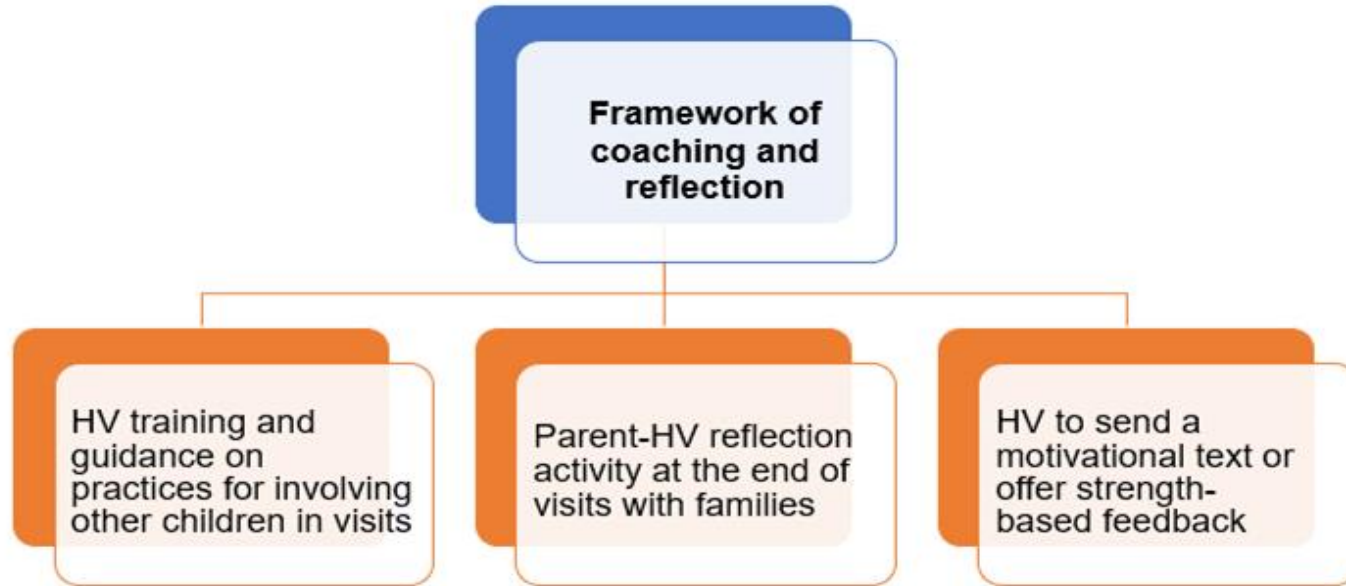 Framework of
coaching and
reflection
HV training and
guidance on
practices for involving
other children in visits
Parent-HV reflection
activity at the end of
visits with families
HV to send a
motivational text or
offer strength-
based feedback